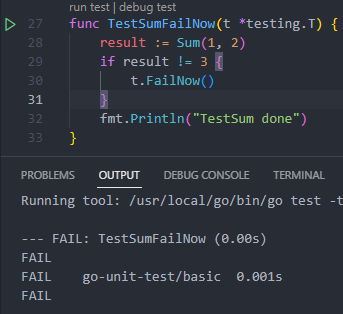 run test | debug test
27 func TestSumFailNow(t *testing.T) {
28 result := Sum(1, 2)
29 if result != 3 {
30 t.FailNow()
31 }
32 fmt.Println("TestSum done")
33 }
PROBLEMS OUTPUT DEBUG CONSOLE TERMINAL
Running tool: /usr/local/go/bin/go test -t
--- FAIL: TestSumFailNow (0.00s)
FAIL
FAIL go-unit-test/basic 0.001s
FAIL